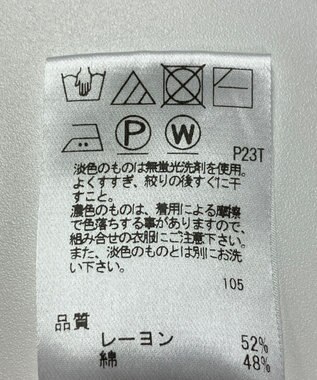 P W P23T
淡色のものは無蛍光洗剤を使用。
よくすすぎ、絞りの後すぐに干
すこと。
濃色のものは、着用による摩擦
で色落ちする事がありますので、
組み合せの衣服にご注意下さい。
また、淡色のものとは別にお洗
い下さい。
105
品質
レーヨン 52%
綿 48%